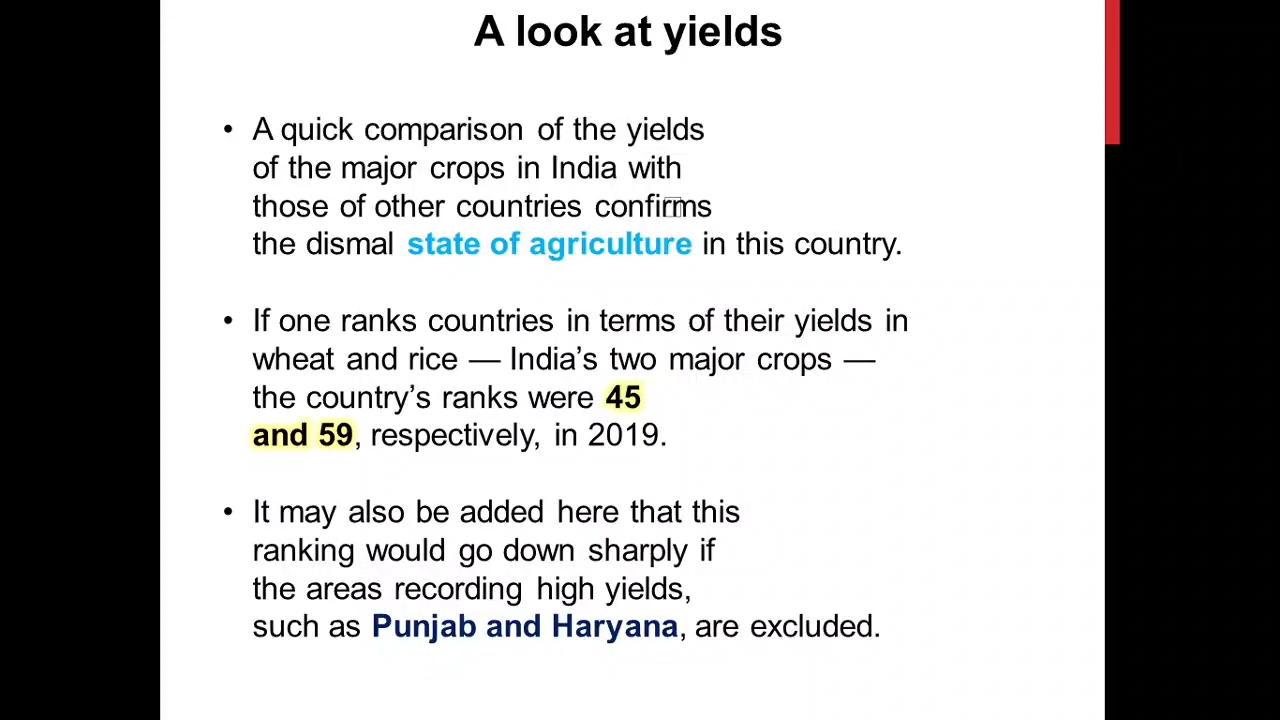 A look at yields
• A quick comparison of the yields
of the major crops in India with
those of other countries confirms
the dismal state of agriculture in this country.
• If one ranks countries in terms of their yields in
wheat and rice — India’s two major crops —
the country’s ranks were 45
and 59, respectively, in 2019.
• It may also be added here that this
ranking would go down sharply if
the areas recording high yields,
such as Punjab and Haryana, are excluded.